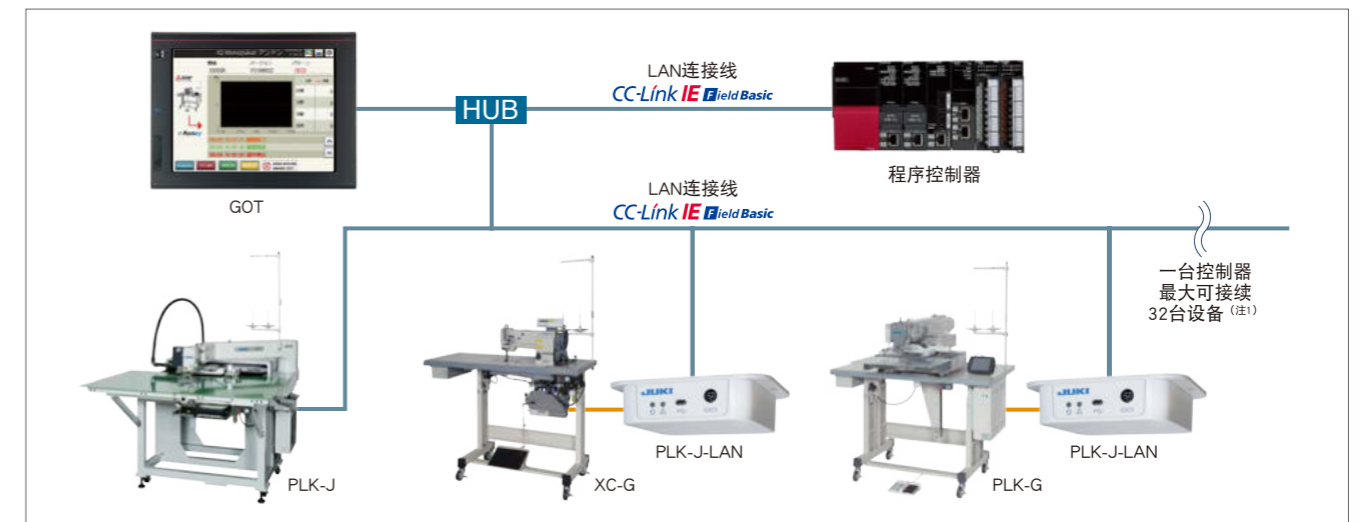 LAN连接线
CC-Link IE Field Basic
HUB
程序控制器
GOT
LAN连接线
CC-Link IE Field Basic
一台控制器
最大可接续
32台设备（注1）
JUKI
JUKI
PLK-J-LAN
PLK-J-LAN
PLK-J
XC-G
PLK-G